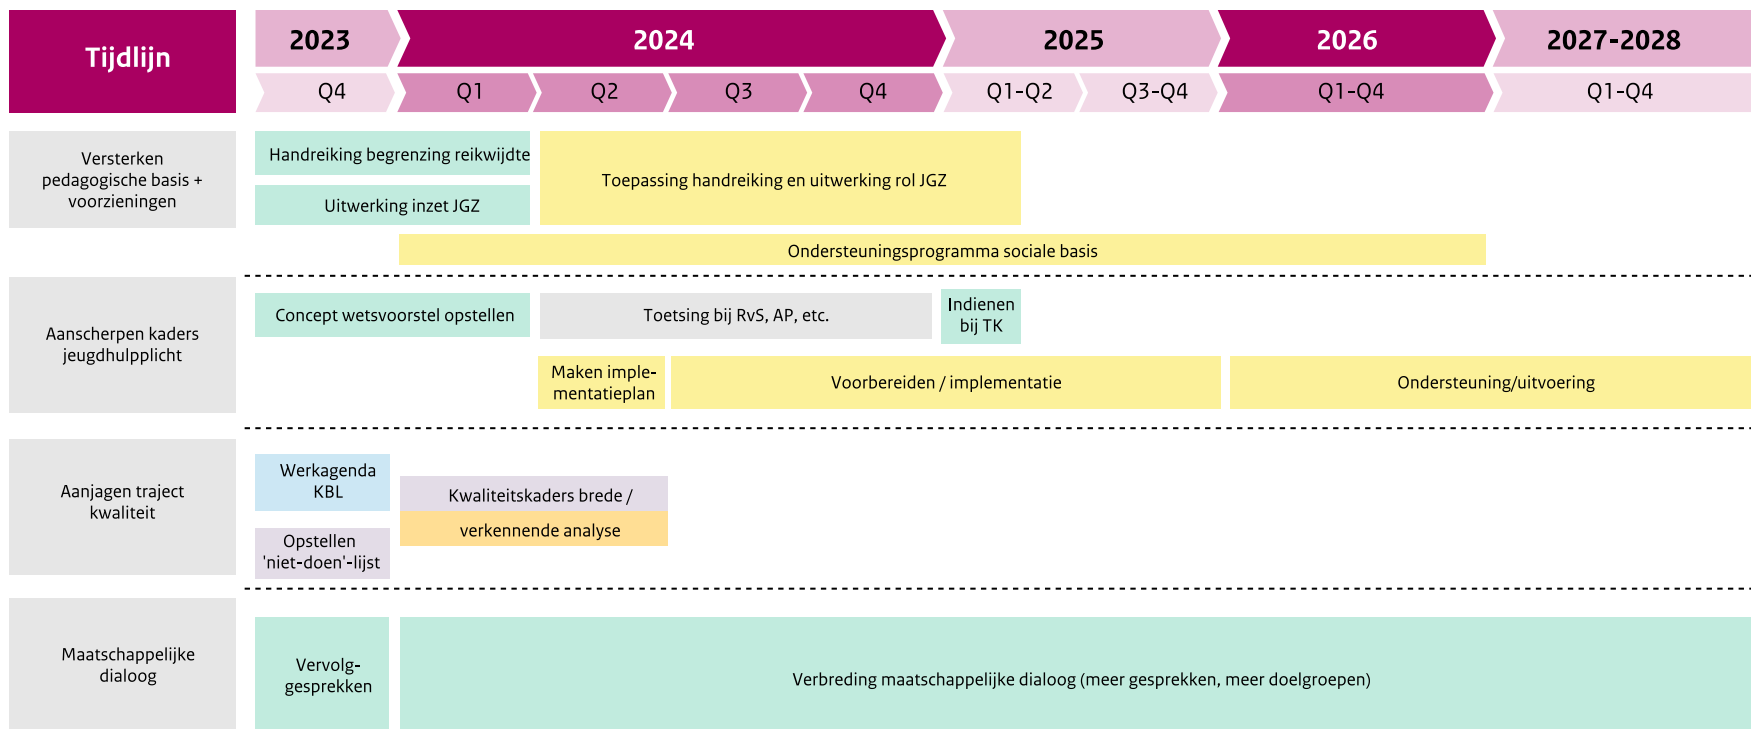 Tijdlijn
2023
2024
2025
2026
2027-2028
Q4
Q1
Q2
Q3
Q4
Q1-Q2
Q3-Q4
Q1-Q4
Q1-Q4
Versterken
pedagogische basis +
voorzieningen
Handreiking begrenzing reikwijdte
Uitwerking inzet JGZ
Toepassing handreiking en uitwerking rol JGZ
Ondersteuningsprogramma sociale basis
Aanscherpen kaders
jeugdhulpplicht
Concept wetsvoorstel opstellen
Toetsing bij RvS, AP, etc.
Indienen
bij TK
Maken imple-
mentatieplan
Voorbereiden / implementatie
Ondersteuning/uitvoering
Aanjagen traject
kwaliteit
Werkagenda
KBL
Opstellen
'niet-doen'-lijst
Kwaliteitskaders brede /
verkennende analyse
Maatschappelijke
dialoog
Vervolg-
gesprekken
Verbreding maatschappelijke dialoog (meer gesprekken, meer doelgroepen)